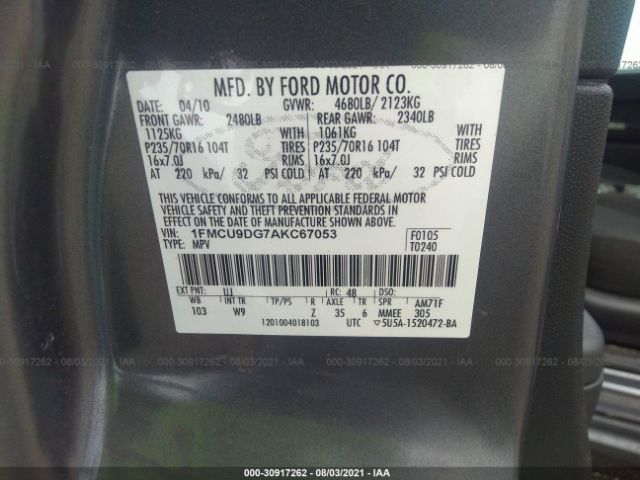 000-30917262 - 08/03/2021 - IAA
MFD. BY FORD MOTOR CO.
DATE: 04/10 GVWR: 4680LB/ 2123KG
FRONT GAWR: 2480LB REAR GAWR: 2340LB
1125KG WITH 1061KG WITH
P235/70R16 104T TIRES P235/70R16 104T TIRES
16x7.0J RIMS 16x7.0J RIMS
AT 220 kPa/ 32 PSI COLD AT 220 kPa/ 32 PSI COLD
THIS VEHICLE CONFORMS TO ALL APPLICABLE FEDERAL MOTOR
VEHICLE SAFETY AND THEFT PREVENTION STANDARDS IN
EFFECT ON THE DATE OF MANUFACTURE SHOWN ABOVE.
VIN: 1FMCU9DG7AKC67053 F0105
TYPE: MPV T0240
EXT PNT: UJ RC: 48 DSO:
WB INT TR TP/PS R AXLE TR SPR AM71F
103 W9 Z 35 6 MMEE 305
1201004018103 UTC ▽5U5A-1520472-BA
000-30917262 - 08/03/2021 - IAA